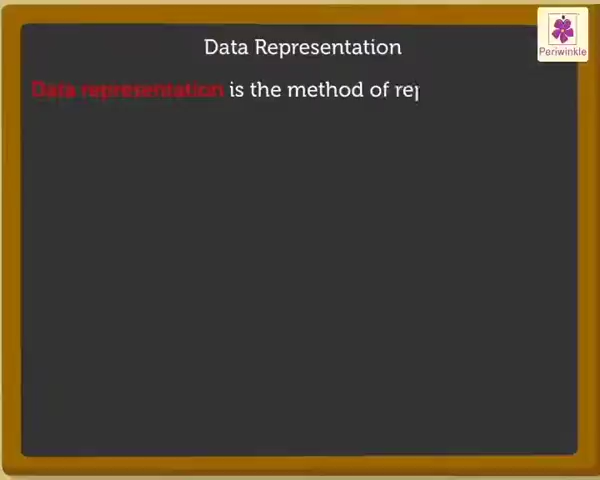 Data Representation
Periwinkle
Data representation is the method of rep